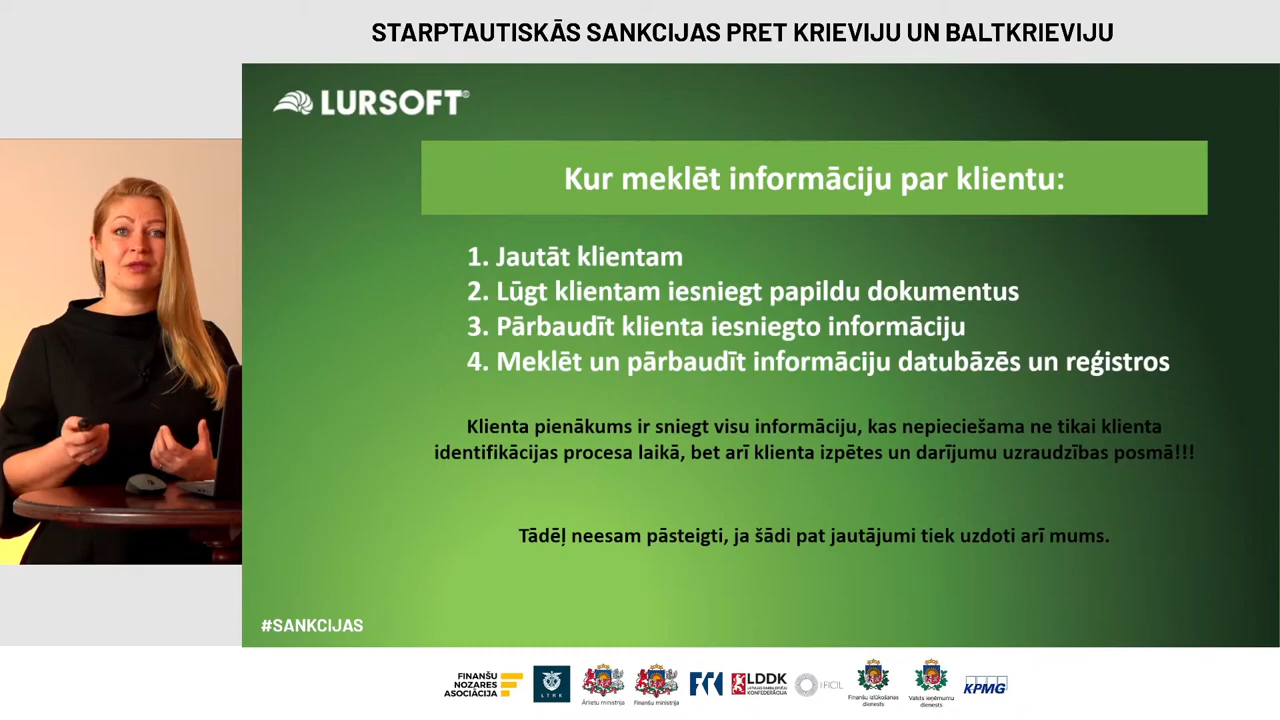 STARPTAUTISKĀS SANKCIJAS PRET KRIEVIJU UN BALTKRIEVIJU
LURSOFT®
Kur meklēt informāciju par klientu:
1. Jautāt klientam
2. Lūgt klientam iesniegt papildu dokumentus
3. Pārbaudīt klienta iesniegto informāciju
4. Meklēt un pārbaudīt informāciju datubāzēs un reģistros
Klienta pienākums ir sniegt visu informāciju, kas nepieciešama ne tikai klienta
identifikācijas procesa laikā, bet arī klienta izpētes un darījumu uzraudzības posmā!!!
Tādēļ neesam pāsteigti, ja šādi pat jautājumi tiek uzdoti arī mums.
#SANKCIJAS
FINANŠU
NOZARES
ASOCIĀCIJA
LTRK
Ārlietu ministrija
Finanšu ministrija
LDDK
LATVIJAS DARBA DEVĒJU
KONFEDERĀCIJA
FICIL
Finanšu izlūkošanas
dienests
Valsts ieņēmumu
dienests
KPMG